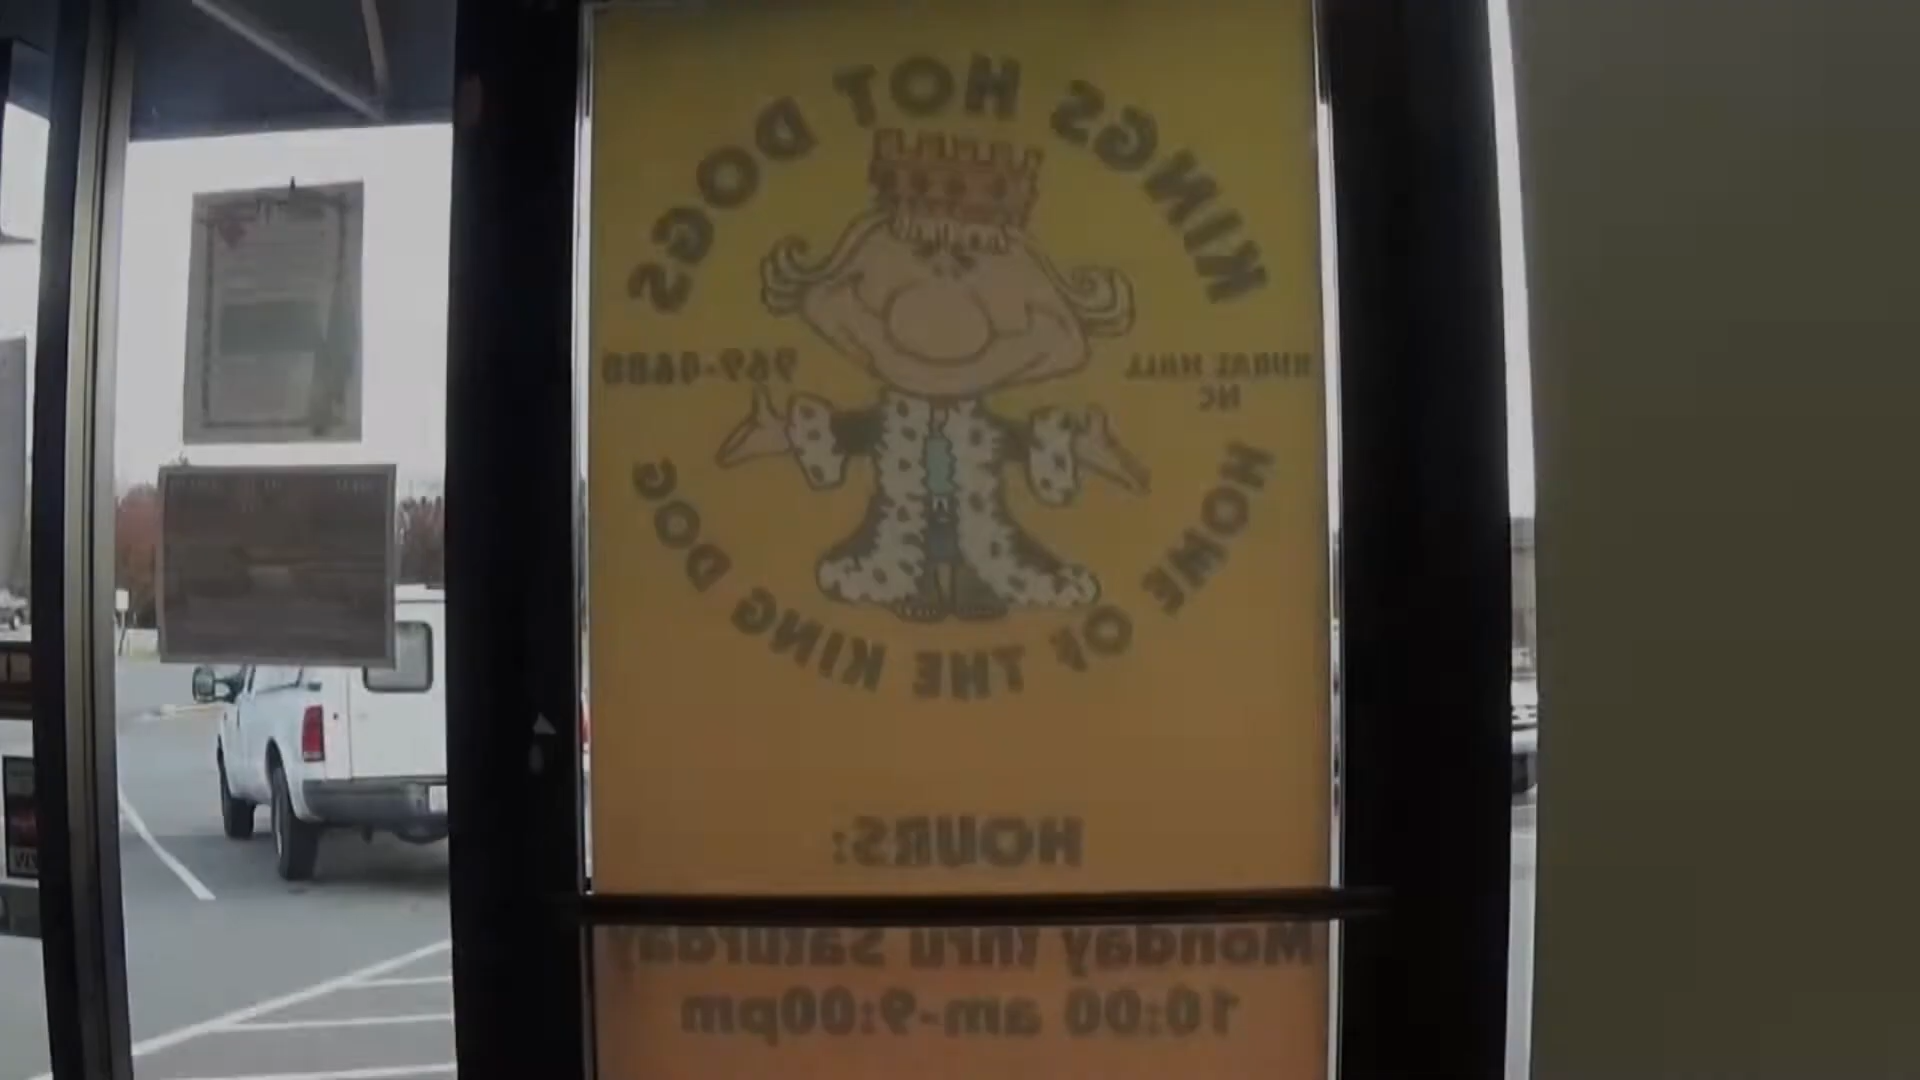 KINGS HOT DOGS
RURAL HALL
NC
969-4688
HOME OF THE KING DOG
HOURS:
Monday thru Saturday
10:00 am-9:00pm